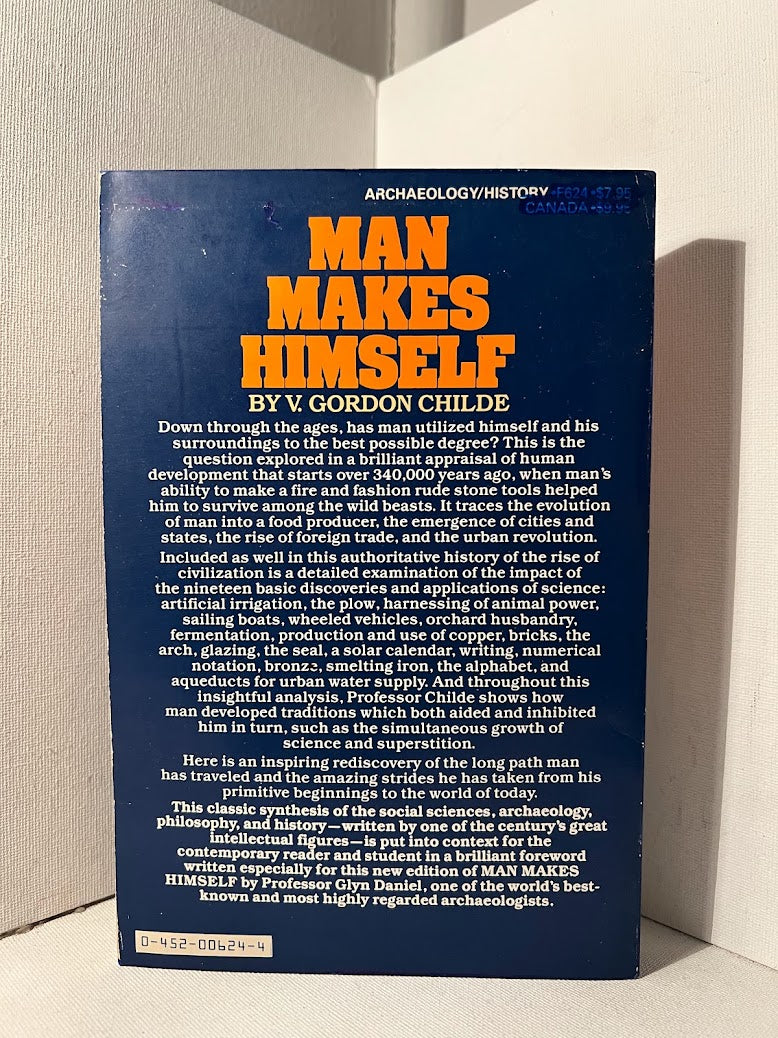 ARCHAEOLOGY/HISTORY •F624•$7.95
CANADA•$9.95
MAN
MAKES
HIMSELF
BY V. GORDON CHILDE
Down through the ages, has man utilized himself and his
surroundings to the best possible degree? This is the
question explored in a brilliant appraisal of human
development that starts over 340,000 years ago, when man's
ability to make a fire and fashion rude stone tools helped
him to survive among the wild beasts. It traces the evolution
of man into a food producer, the emergence of cities and
states, the rise of foreign trade, and the urban revolution.
Included as well in this authoritative history of the rise of
civilization is a detailed examination of the impact of
the nineteen basic discoveries and applications of science:
artificial irrigation, the plow, harnessing of animal power,
sailing boats, wheeled vehicles, orchard husbandry,
fermentation, production and use of copper, bricks, the
arch, glazing, the seal, a solar calendar, writing, numerical
notation, bronze, smelting iron, the alphabet, and
aqueducts for urban water supply. And throughout this
insightful analysis, Professor Childe shows how
man developed traditions which both aided and inhibited
him in turn, such as the simultaneous growth of
science and superstition.
Here is an inspiring rediscovery of the long path man
has traveled and the amazing strides he has taken from his
primitive beginnings to the world of today.
This classic synthesis of the social sciences, archaeology,
philosophy, and history—written by one of the century's great
intellectual figures—is put into context for the
contemporary reader and student in a brilliant foreword
written especially for this new edition of MAN MAKES
HIMSELF by Professor Glyn Daniel, one of the world's best-
known and most highly regarded archaeologists.
0-452-00624-4